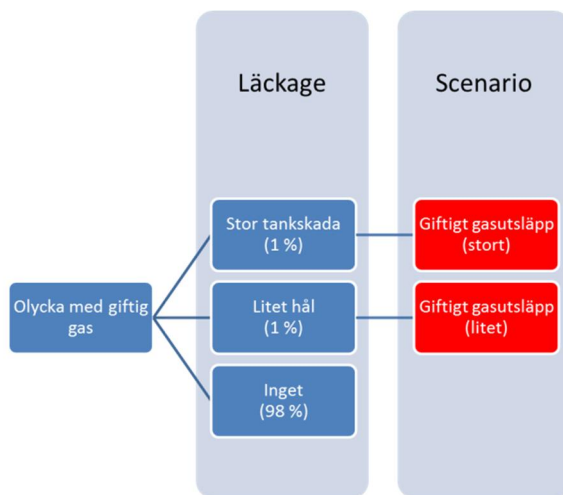 Läckage
Scenario
Stor tankskada
(1 %)
Giftigt gasutsläpp
(stort)
Olycka med giftig
gas
Litet hål
(1 %)
Giftigt gasutsläpp
(litet)
Inget
(98 %)